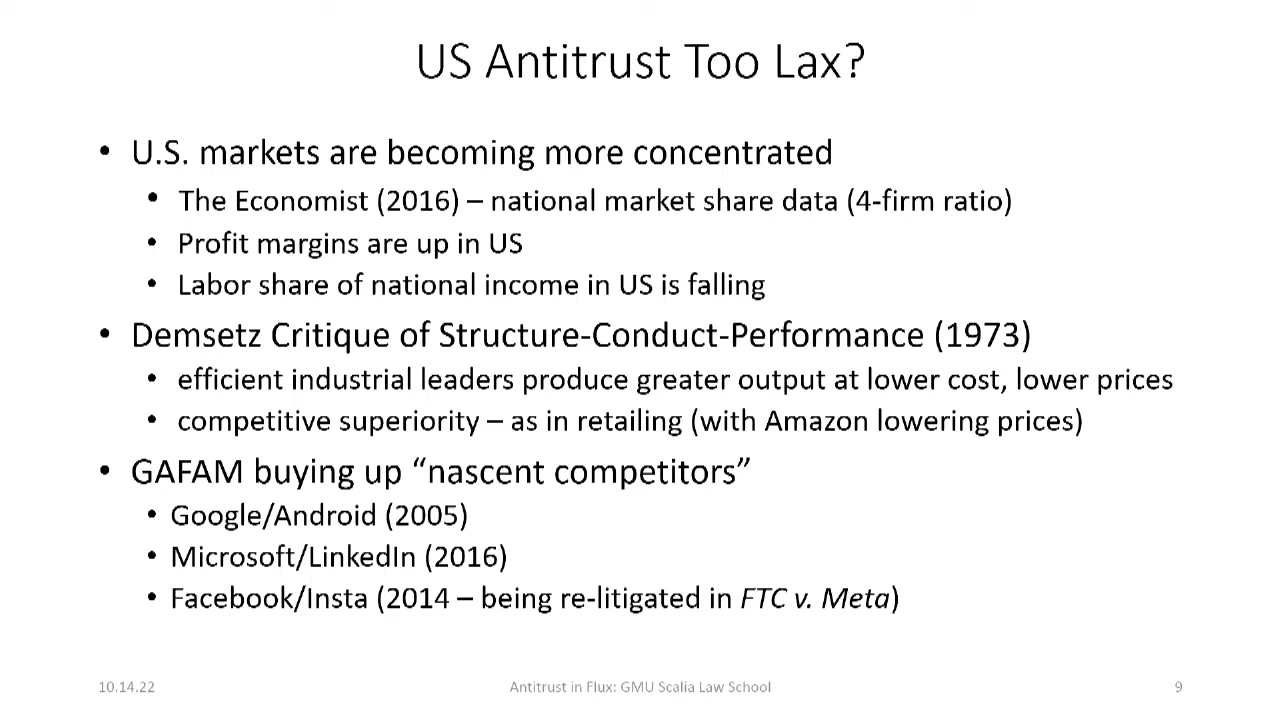 US Antitrust Too Lax?
• U.S. markets are becoming more concentrated
• The Economist (2016) – national market share data (4-firm ratio)
• Profit margins are up in US
• Labor share of national income in US is falling
• Demsetz Critique of Structure-Conduct-Performance (1973)
• efficient industrial leaders produce greater output at lower cost, lower prices
• competitive superiority – as in retailing (with Amazon lowering prices)
• GAFAM buying up “nascent competitors”
• Google/Android (2005)
• Microsoft/LinkedIn (2016)
• Facebook/Insta (2014 – being re-litigated in FTC v. Meta)
10.14.22
Antitrust in Flux: GMU Scalia Law School
9